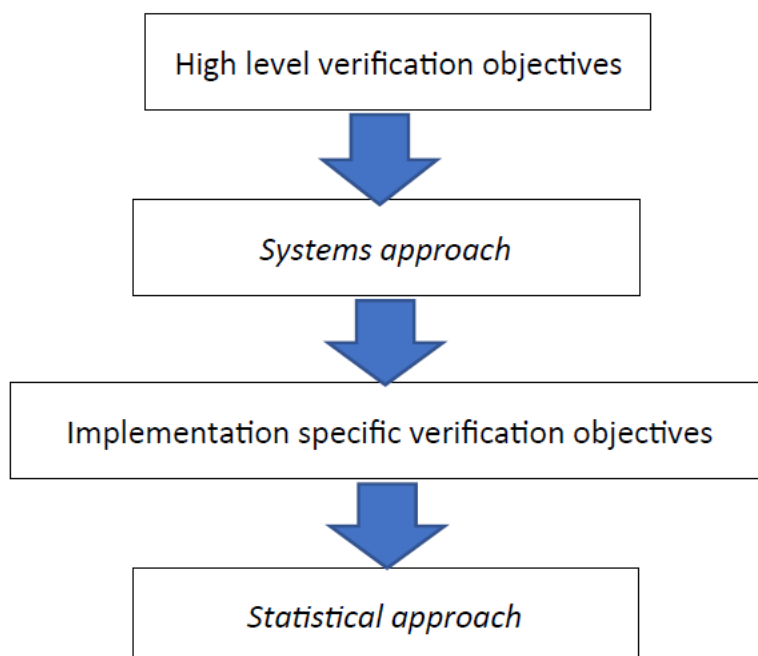 High level verification objectives
Systems approach
Implementation specific verification objectives
Statistical approach